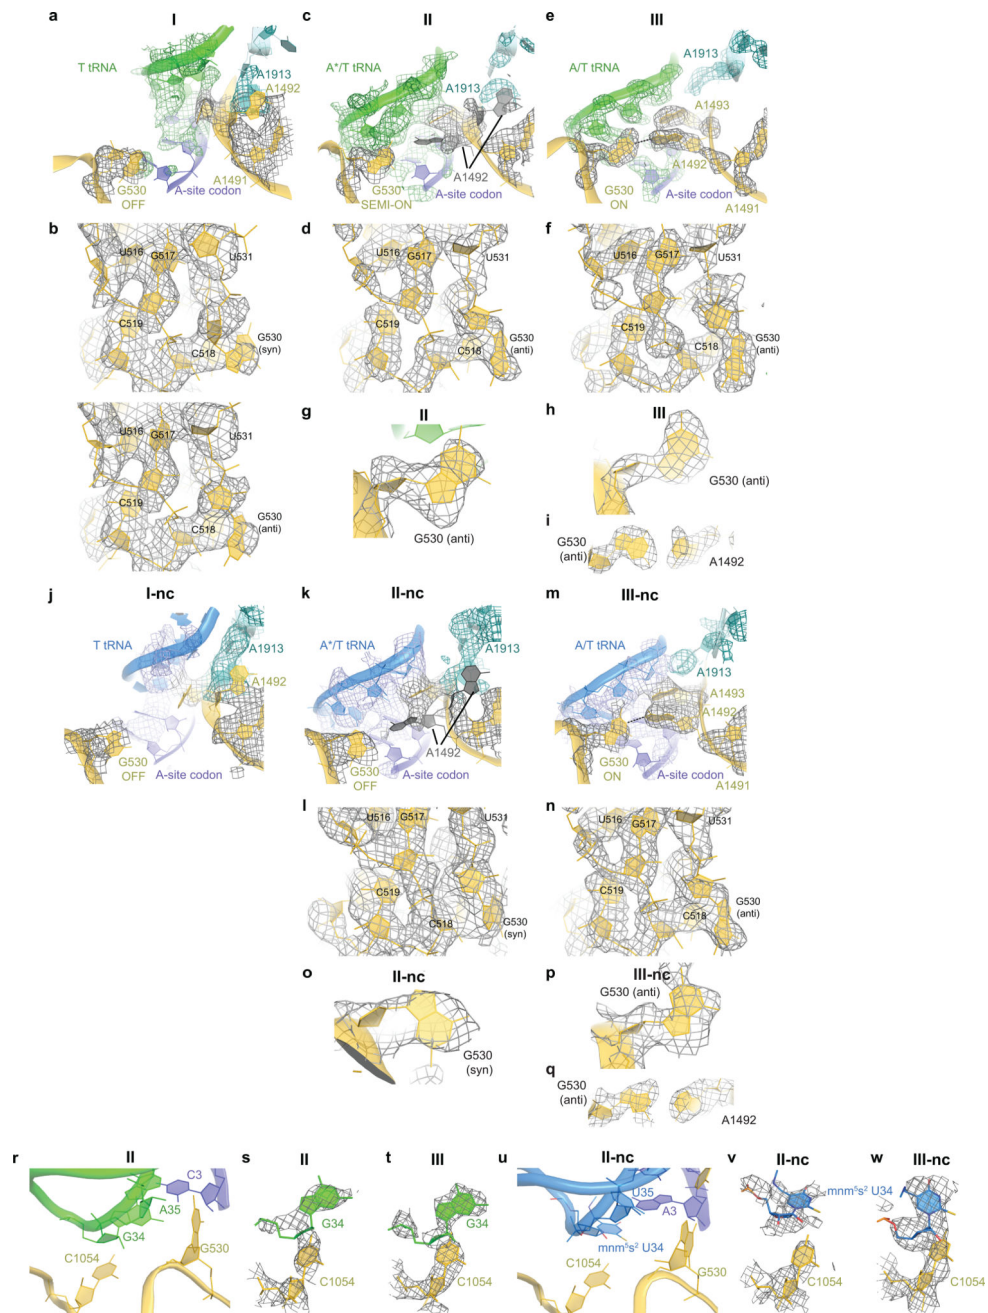 a I
T tRNA
A1913
A1492
G530
OFF
A-site codon
A1491
c II
A*/T tRNA
A1913
A1492
G530
SEMI-ON
A-site codon
e III
A/T tRNA
A1913
A1493
A1492
G530
ON
A-site codon
A1491
b
U516
G517
U531
C519
C518
G530
(syn)
U516
G517
U531
C519
C518
G530
(anti)
d
U516
G517
U531
C519
C518
G530
(anti)
f
U516
G517
U531
C519
C518
G530
(anti)
g II
G530 (anti)
h III
G530 (anti)
i
G530
(anti)
A1492
j I-nc
T tRNA
A1913
A1492
G530
OFF
A-site codon
k II-nc
A*/T tRNA
A1913
A1492
G530
OFF
A-site codon
m III-nc
A/T tRNA
A1913
A1493
A1492
G530
ON
A-site codon
A1491
l
U516
G517
U531
C519
C518
G530
(syn)
n
U516
G517
U531
C519
C518
G530
(anti)
o II-nc
G530
(syn)
p III-nc
G530 (anti)
q
G530
(anti)
A1492
r II
C3
A35
G34
C1054
G530
s II
G34
C1054
t III
G34
C1054
u II-nc
U35
A3
mnm⁵s² U34
C1054
G530
v II-nc
mnm⁵s² U34
C1054
w III-nc
C1054